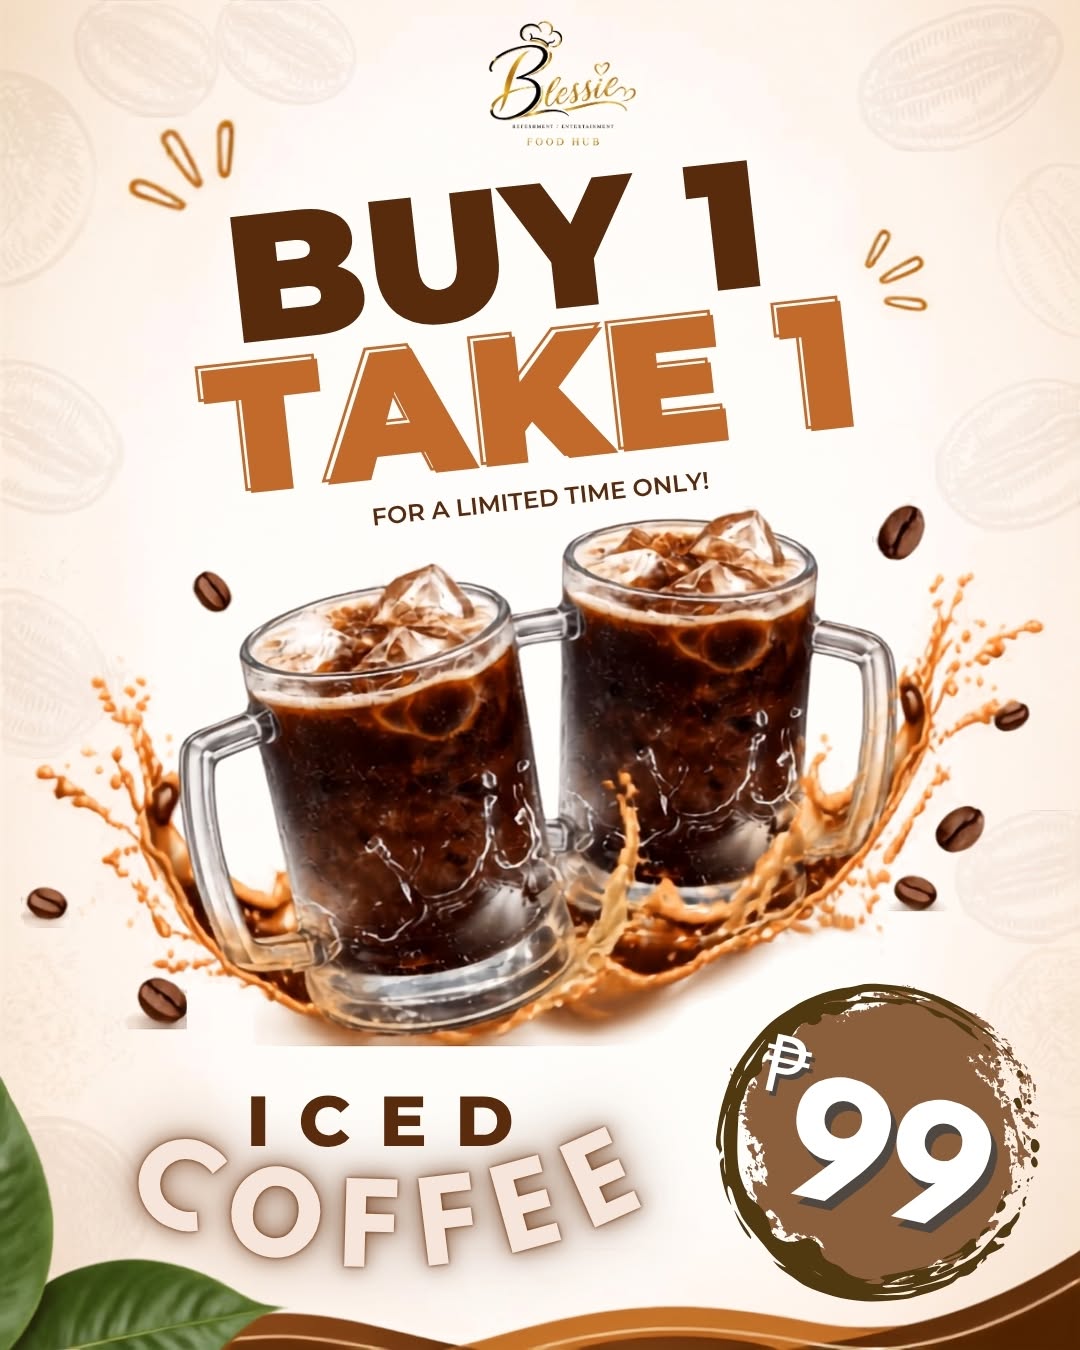 Blessie
REFRESHMENT / ENTERTAINMENT
FOOD HUB
BUY 1
TAKE 1
FOR A LIMITED TIME ONLY!
ICED
COFFEE
₱99